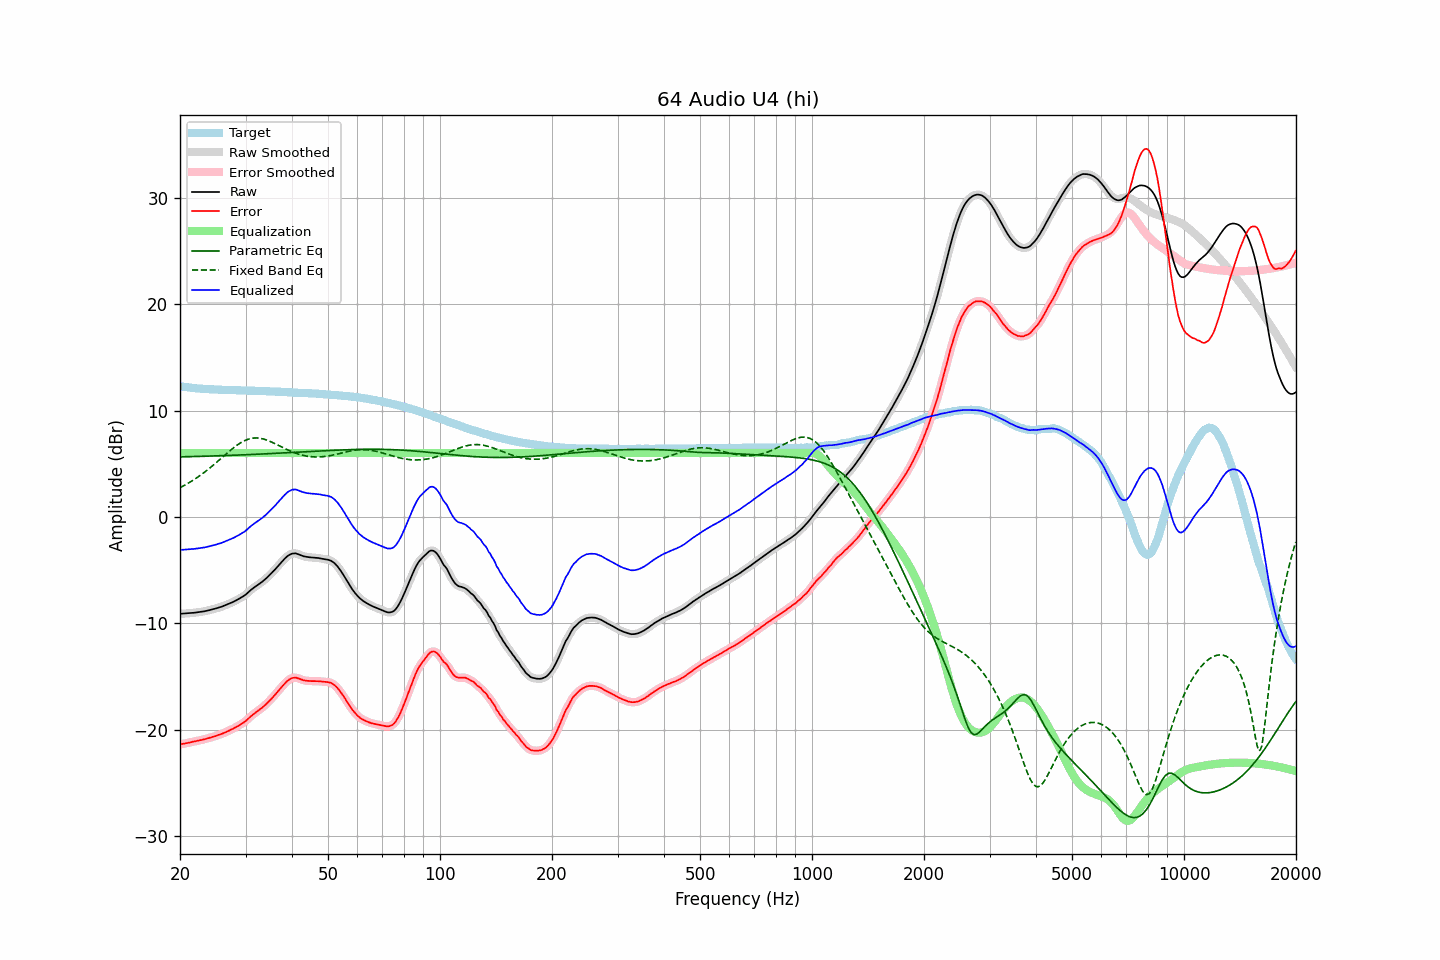 64 Audio U4 (hi)
Target
Raw Smoothed
Error Smoothed
Raw
Error
Equalization
Parametric Eq
Fixed Band Eq
Equalized
30
20
10
0
−10
−20
−30
Amplitude (dBr)
20 50 100 200 500 1000 2000 5000 10000 20000
Frequency (Hz)